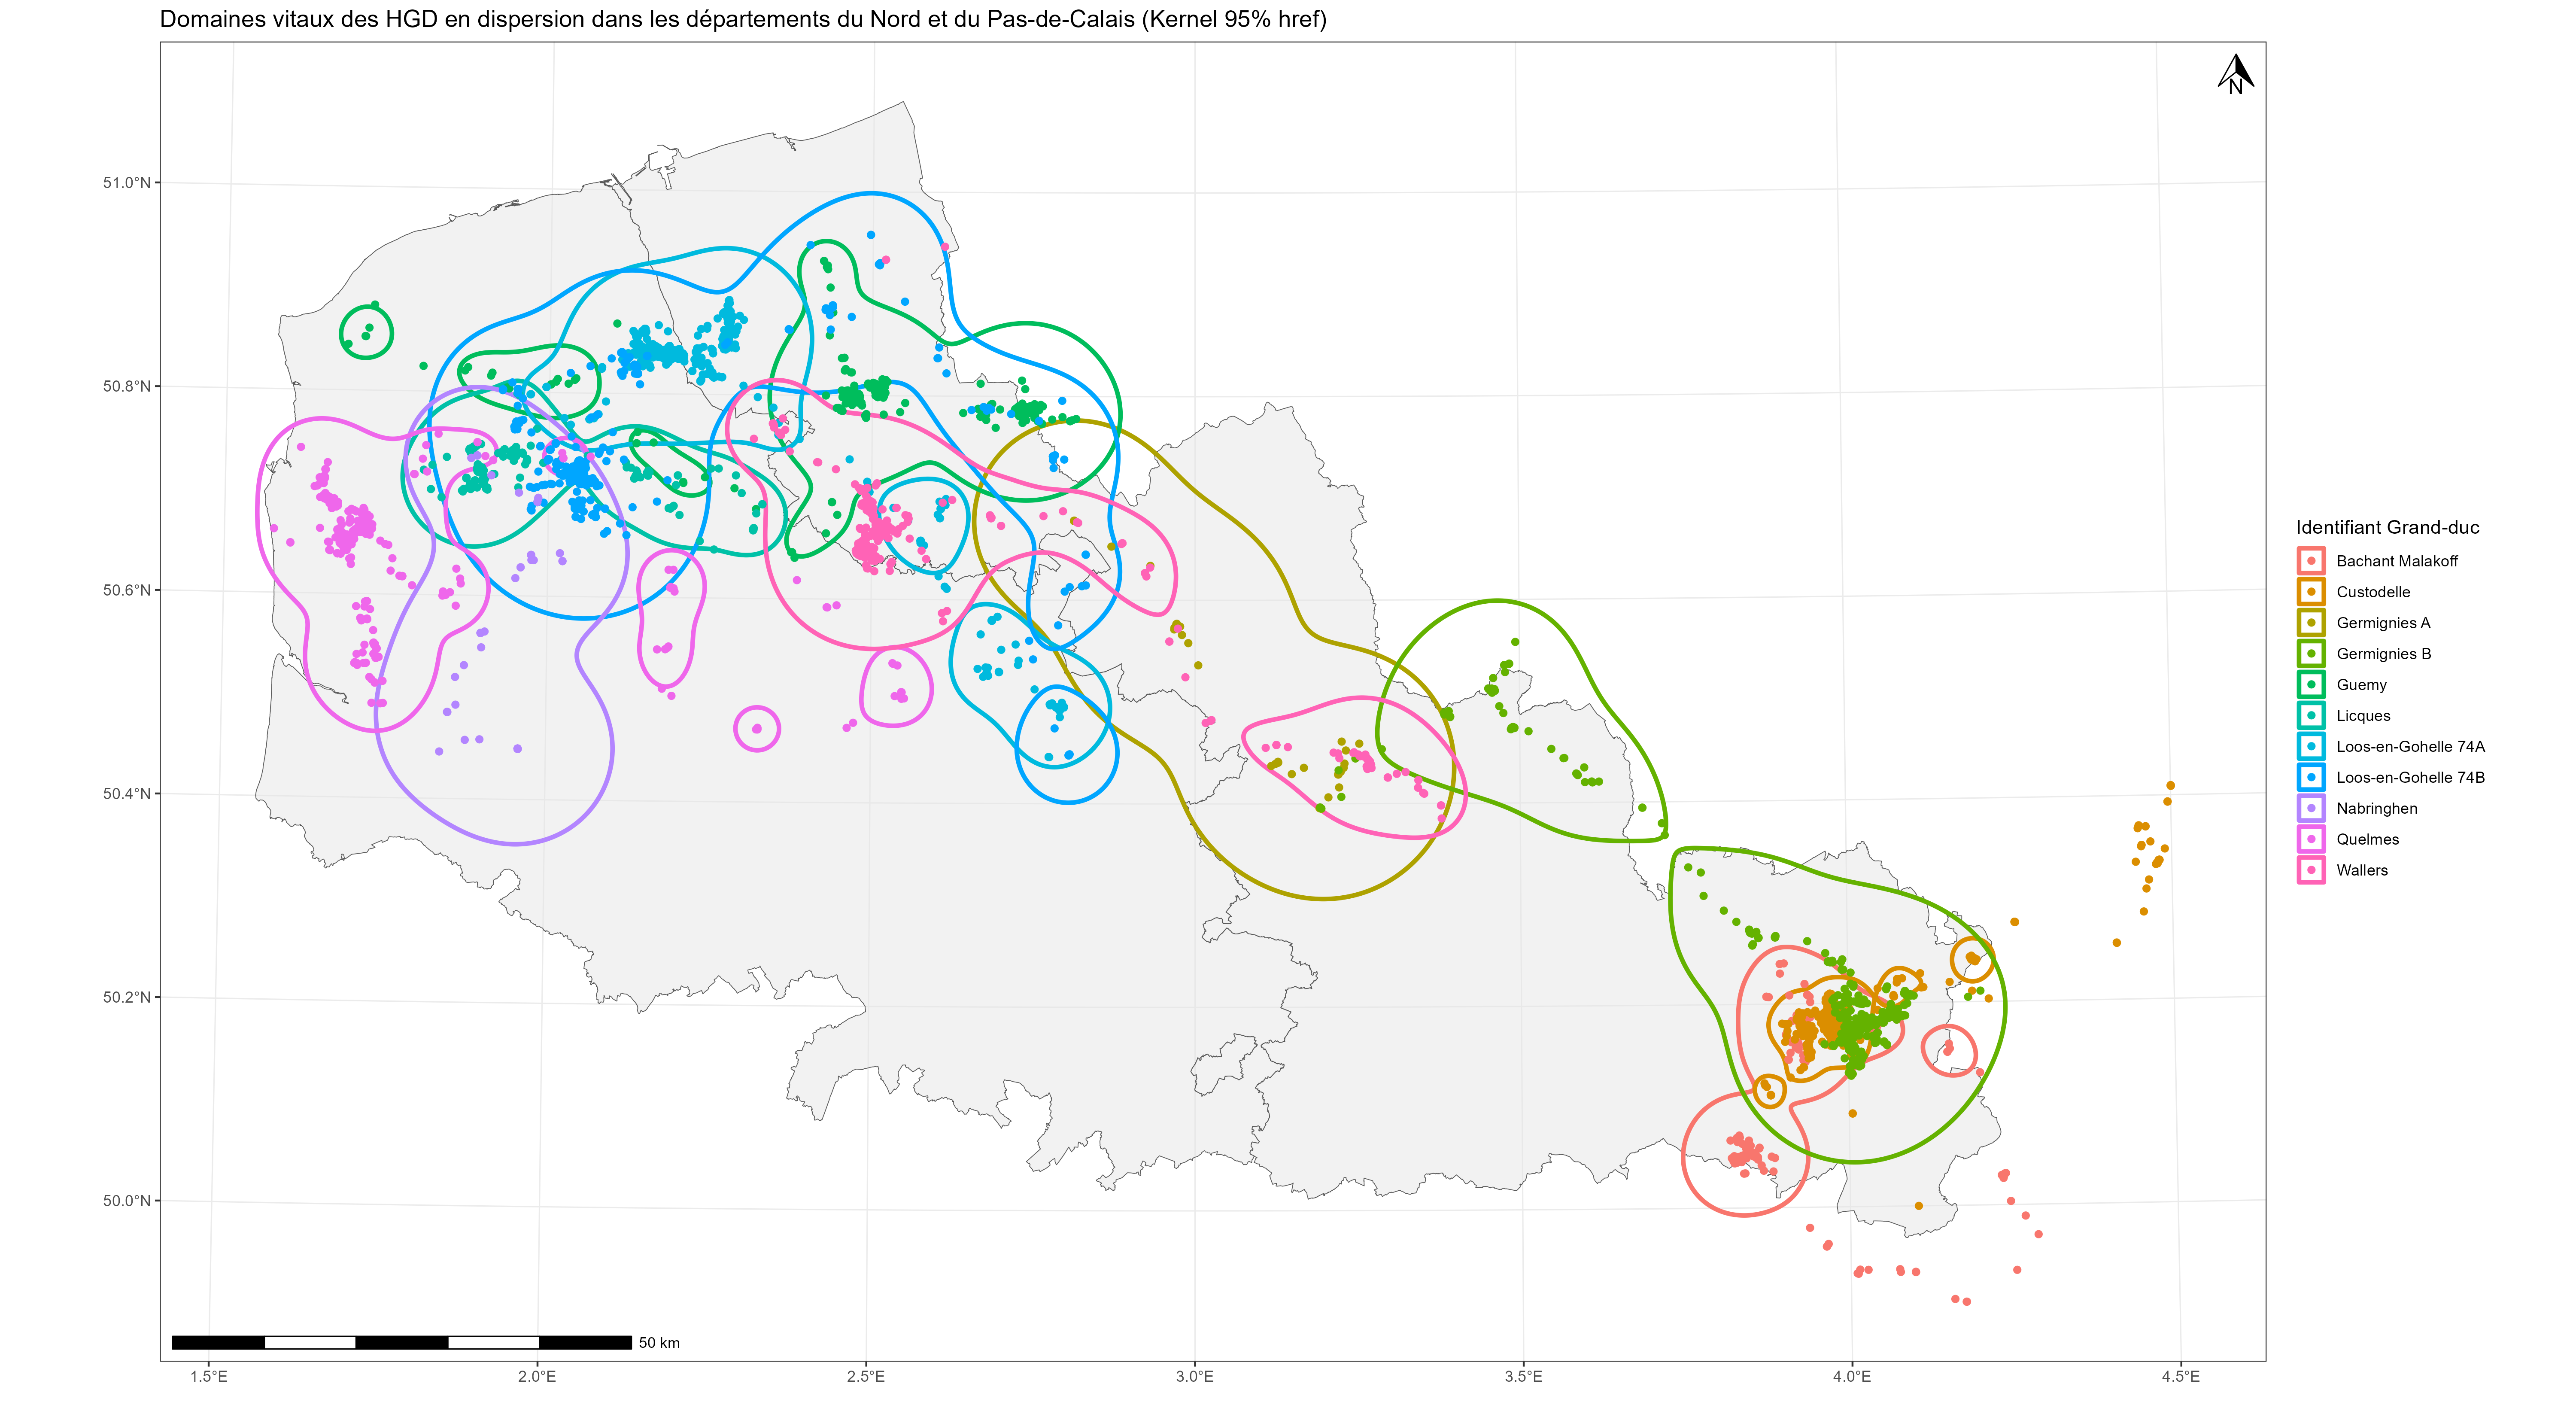 Domaines vitaux des HGD en dispersion dans les départements du Nord et du Pas-de-Calais (Kernel 95% href)
N
51.0°N
50.8°N
50.6°N
50.4°N
50.2°N
50.0°N
50 km
1.5°E
2.0°E
2.5°E
3.0°E
3.5°E
4.0°E
4.5°E
Identifiant Grand-duc
Bachant Malakoff
Custodelle
Germignies A
Germignies B
Guemy
Licques
Loos-en-Gohelle 74A
Loos-en-Gohelle 74B
Nabringhen
Quelmes
Wallers